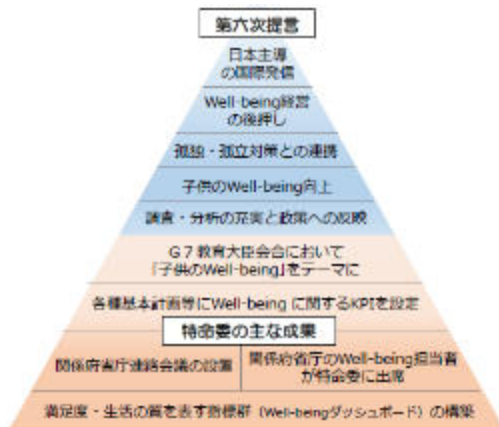 第六次提言
日本主導
の国際発信
Well-being経営
の後押し
孤独・孤立対策との連携
子供のWell-being向上
調査・分析の充実と政策への反映
G7教育大臣会合において
「子供のWell-being」をテーマに
各種基本計画等にWell-being に関するKPIを設定
特命委の主な成果
関係府省庁連絡会議の設置
関係府省庁のWell-being担当者
が特命委に出席
満足度・生活の質を表す指標群（Well-beingダッシュボード）の構築